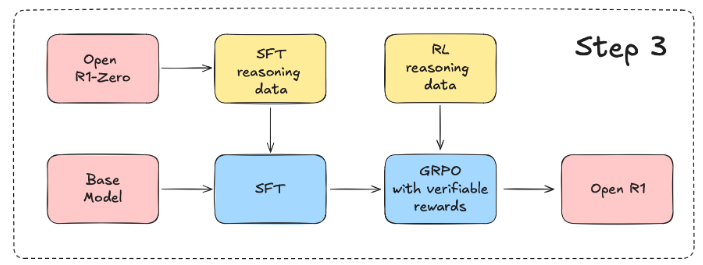 Step 3
Open
R1-Zero
SFT
reasoning
data
RL
reasoning
data
Base
Model
SFT
GRPO
with verifiable
rewards
Open R1